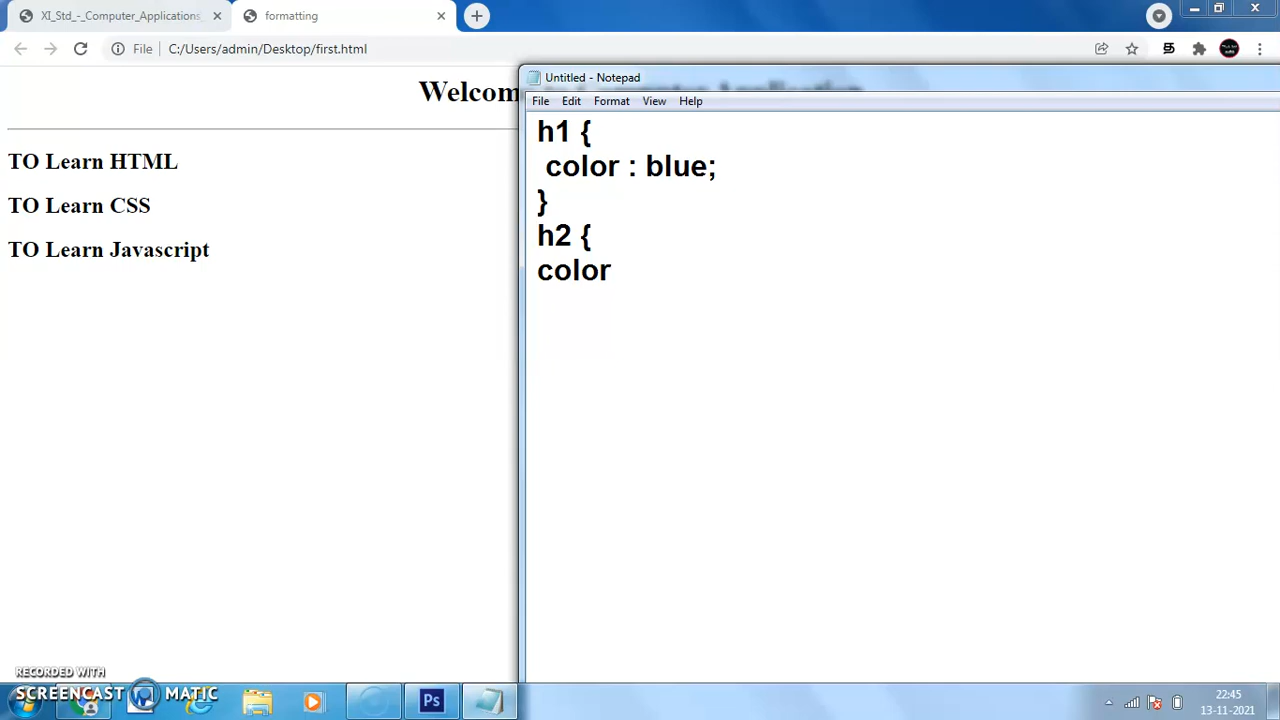 XI_Std_-_Computer_Applications_
formatting
File
C:/Users/admin/Desktop/first.html
Untitled - Notepad
File Edit Format View Help
Welcom
TO Learn HTML
TO Learn CSS
TO Learn Javascript
h1 {
color : blue;
}
h2 {
color
RECORDED WITH
SCREENCAST MATIC
Ps
22:45
13-11-2021